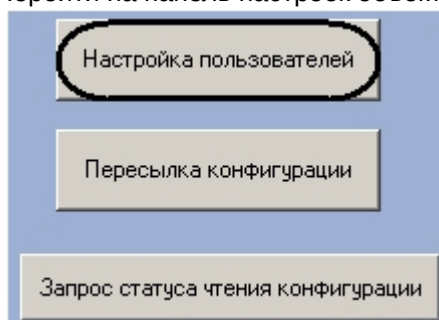 Настройка пользователей
Пересылка конфигурации
Запрос статуса чтения конфигурации